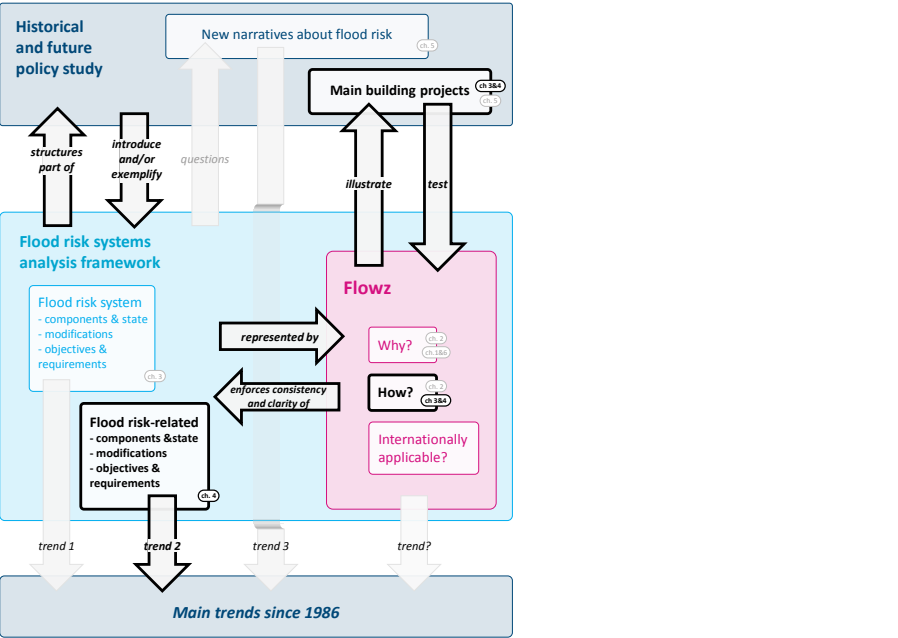 Historical
and future
policy study
New narratives about flood risk
ch. 5
Main building projects
ch 3&4
ch. 5
structures
part of
introduce
and/or
exemplify
questions
illustrate
test
Flood risk systems
analysis framework
Flood risk system
- components & state
- modifications
- objectives &
requirements
ch. 3
Flood risk-related
- components &state
- modifications
- objectives &
requirements
ch. 4
represented by
enforces consistency
and clarity of
Flowz
Why?
ch. 2
ch.1&6
How?
ch. 2
ch 3&4
Internationally
applicable?
trend 1
trend 2
trend 3
trend?
Main trends since 1986